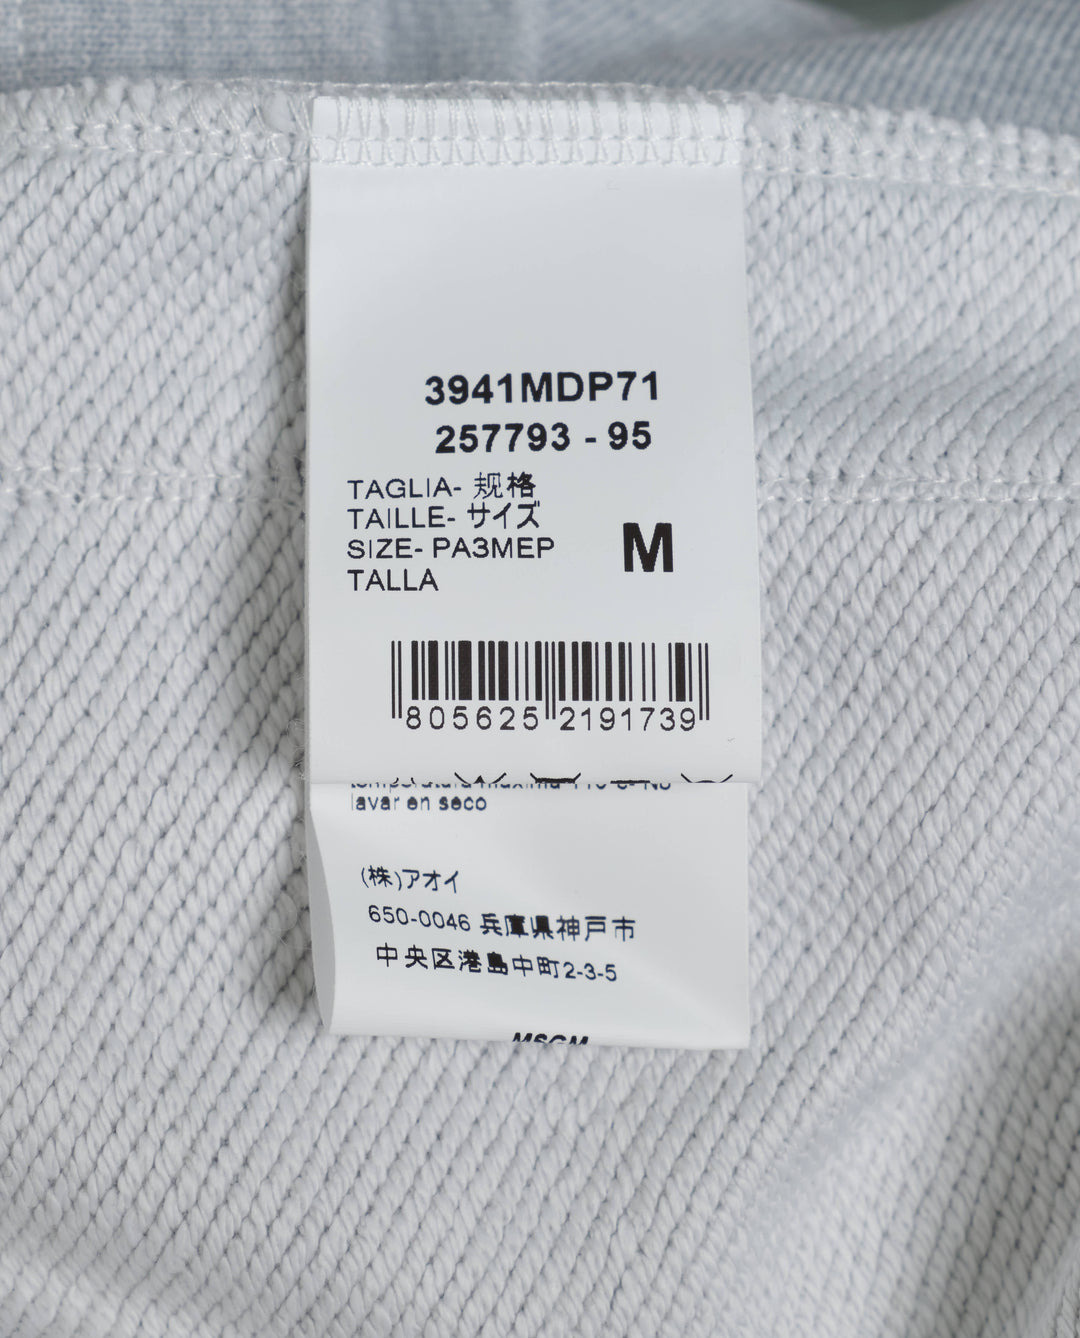 3941MDP71
257793 - 95
TAGLIA- 规格
TAILLE- サイズ
SIZE- РАЗМЕР
TALLA
M
805625 2191739
lavar en seco
(株)アオイ
650-0046 兵庫県神戸市
中央区港島中町2-3-5
MSGM